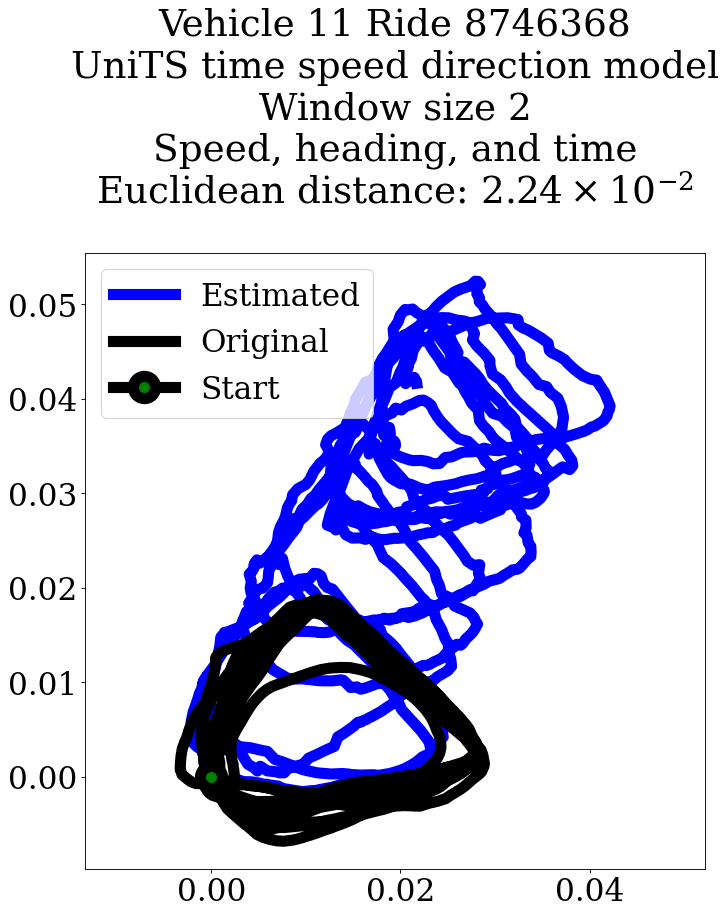 Vehicle 11 Ride 8746368
UniTS time speed direction model
Window size 2
Speed, heading, and time
Euclidean distance: 2.24 × 10⁻²
Estimated
Original
Start
0.05
0.04
0.03
0.02
0.01
0.00
0.00 0.02 0.04